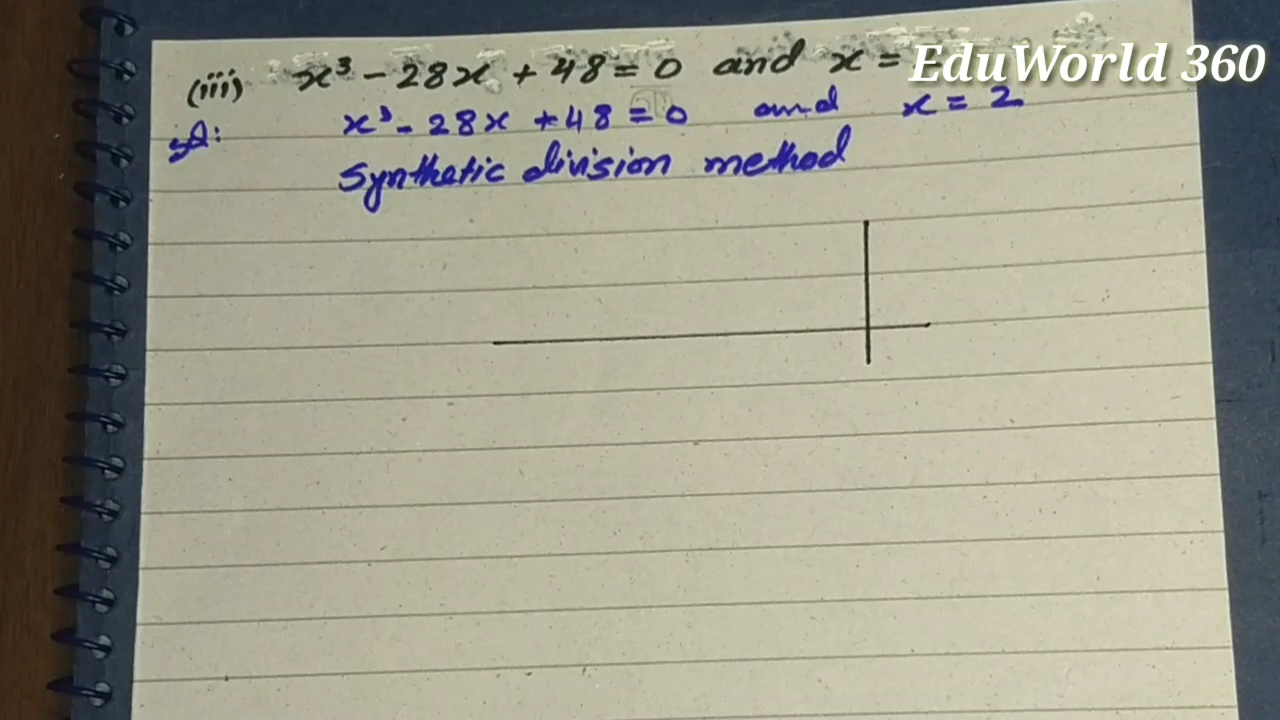 (iii) x³ - 28x + 48 = 0 and x =
EduWorld 360
sol: x³ - 28x + 48 = 0 and x = 2
Synthetic division method